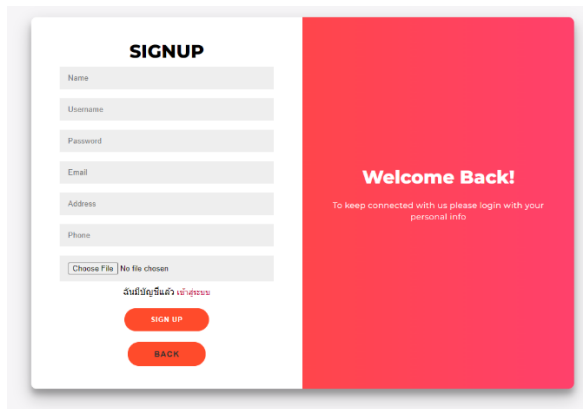 SIGNUP
Name
Username
Password
Email
Address
Phone
Choose File No file chosen
ฉันมีบัญชีแล้ว เข้าสู่ระบบ
SIGN UP
BACK
Welcome Back!
To keep connected with us please login with your
personal info